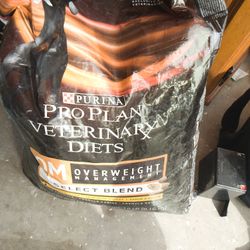 PURINA
PRO PLAN
VETERINARY
DIETS
OM OVERWEIGHT
MANAGEMENT
SELECT BLEND